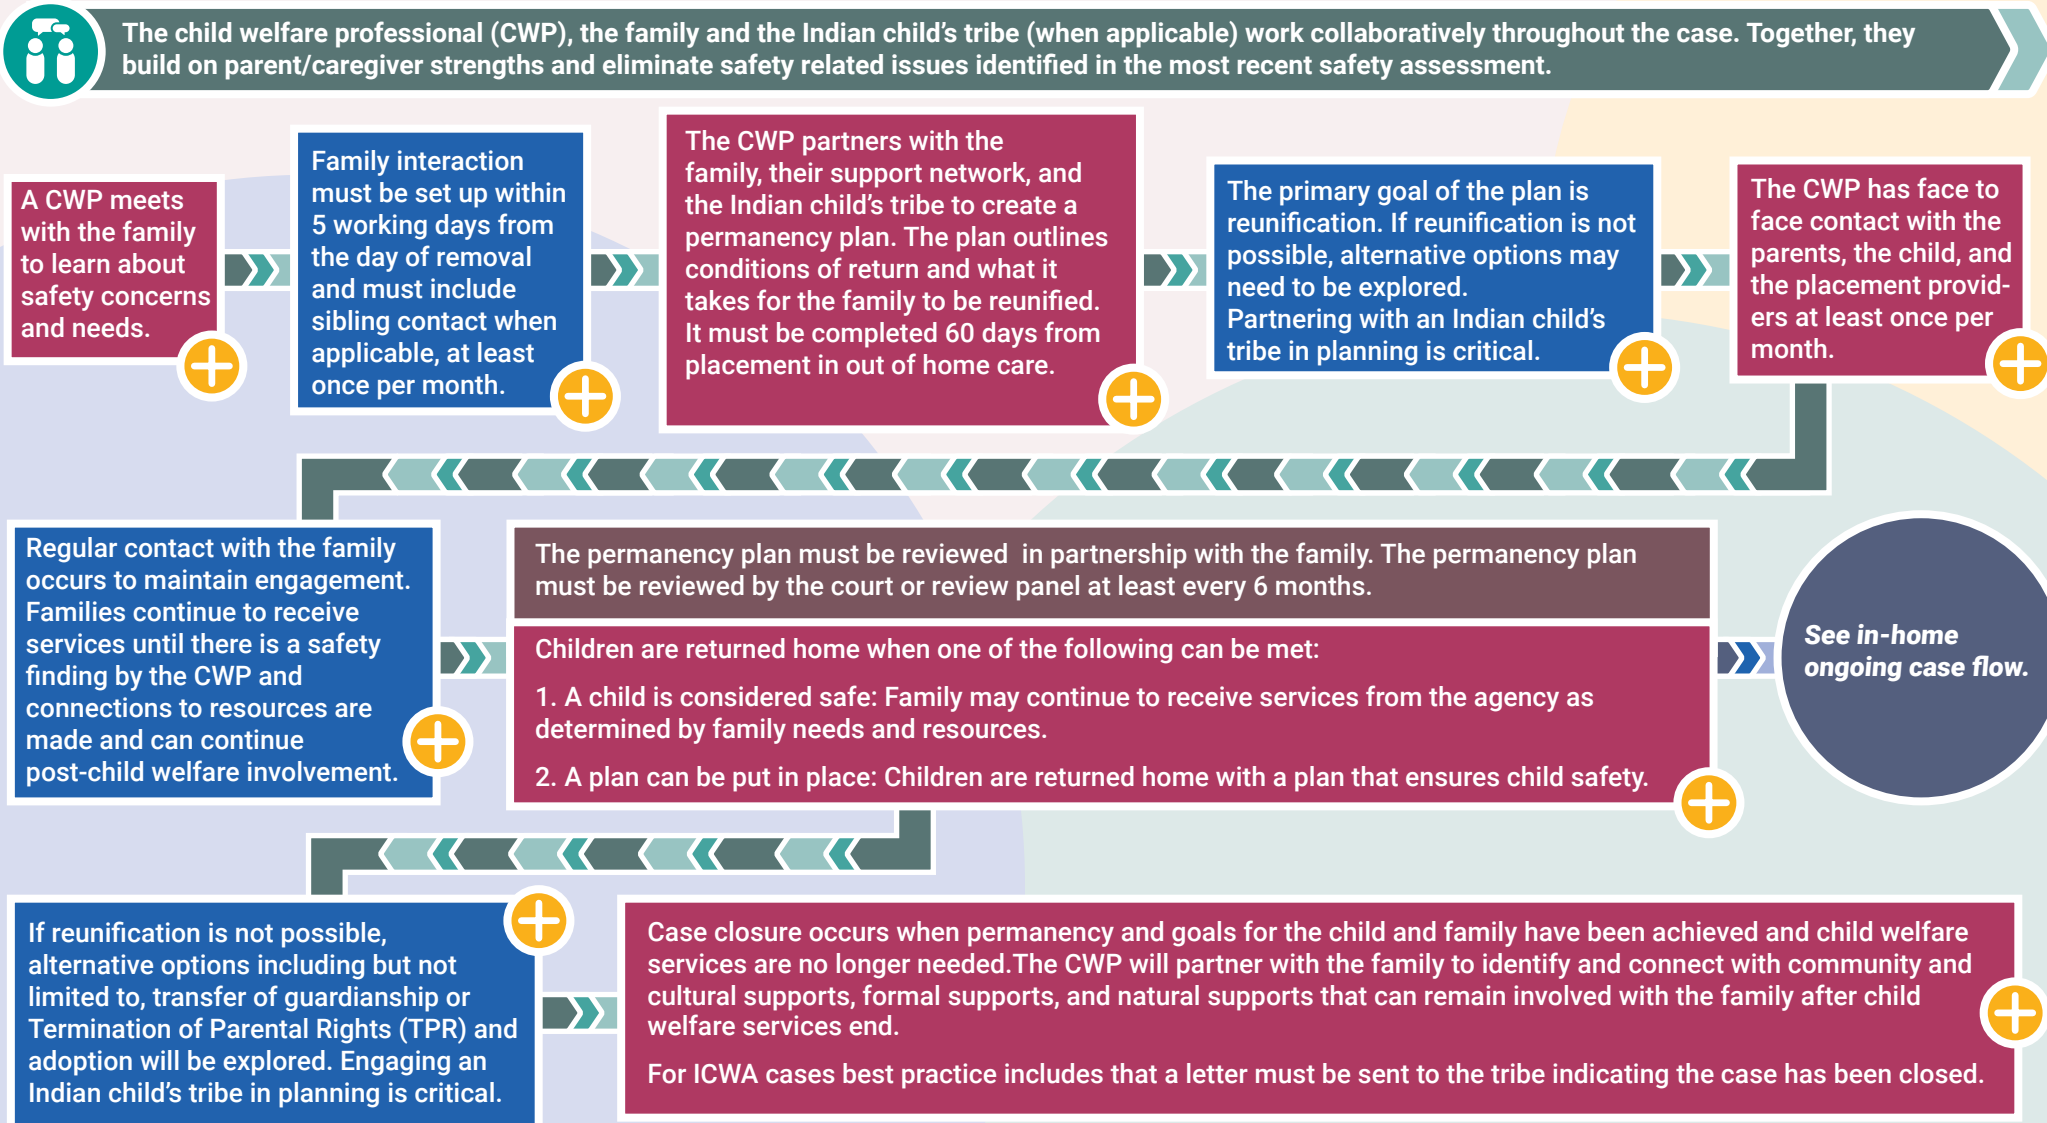 The child welfare professional (CWP), the family and the Indian child's tribe (when applicable) work collaboratively throughout the case. Together, they
build on parent/caregiver strengths and eliminate safety related issues identified in the most recent safety assessment.
A CWP meets
with the family
to learn about
safety concerns
and needs.
Family interaction
must be set up within
5 working days from
the day of removal
and must include
sibling contact when
applicable, at least
once per month.
The CWP partners with the
family, their support network, and
the Indian child's tribe to create a
permanency plan. The plan outlines
conditions of return and what it
takes for the family to be reunified.
It must be completed 60 days from
placement in out of home care.
The primary goal of the plan is
reunification. If reunification is not
possible, alternative options may
need to be explored.
Partnering with an Indian child's
tribe in planning is critical.
The CWP has face to
face contact with the
parents, the child, and
the placement provid-
ers at least once per
month.
Regular contact with the family
occurs to maintain engagement.
Families continue to receive
services until there is a safety
finding by the CWP and
connections to resources are
made and can continue
post-child welfare involvement.
The permanency plan must be reviewed in partnership with the family. The permanency plan
must be reviewed by the court or review panel at least every 6 months.
Children are returned home when one of the following can be met:
1. A child is considered safe: Family may continue to receive services from the agency as
determined by family needs and resources.
2. A plan can be put in place: Children are returned home with a plan that ensures child safety.
See in-home
ongoing case flow.
If reunification is not possible,
alternative options including but not
limited to, transfer of guardianship or
Termination of Parental Rights (TPR) and
adoption will be explored. Engaging an
Indian child's tribe in planning is critical.
Case closure occurs when permanency and goals for the child and family have been achieved and child welfare
services are no longer needed.The CWP will partner with the family to identify and connect with community and
cultural supports, formal supports, and natural supports that can remain involved with the family after child
welfare services end.
For ICWA cases best practice includes that a letter must be sent to the tribe indicating the case has been closed.